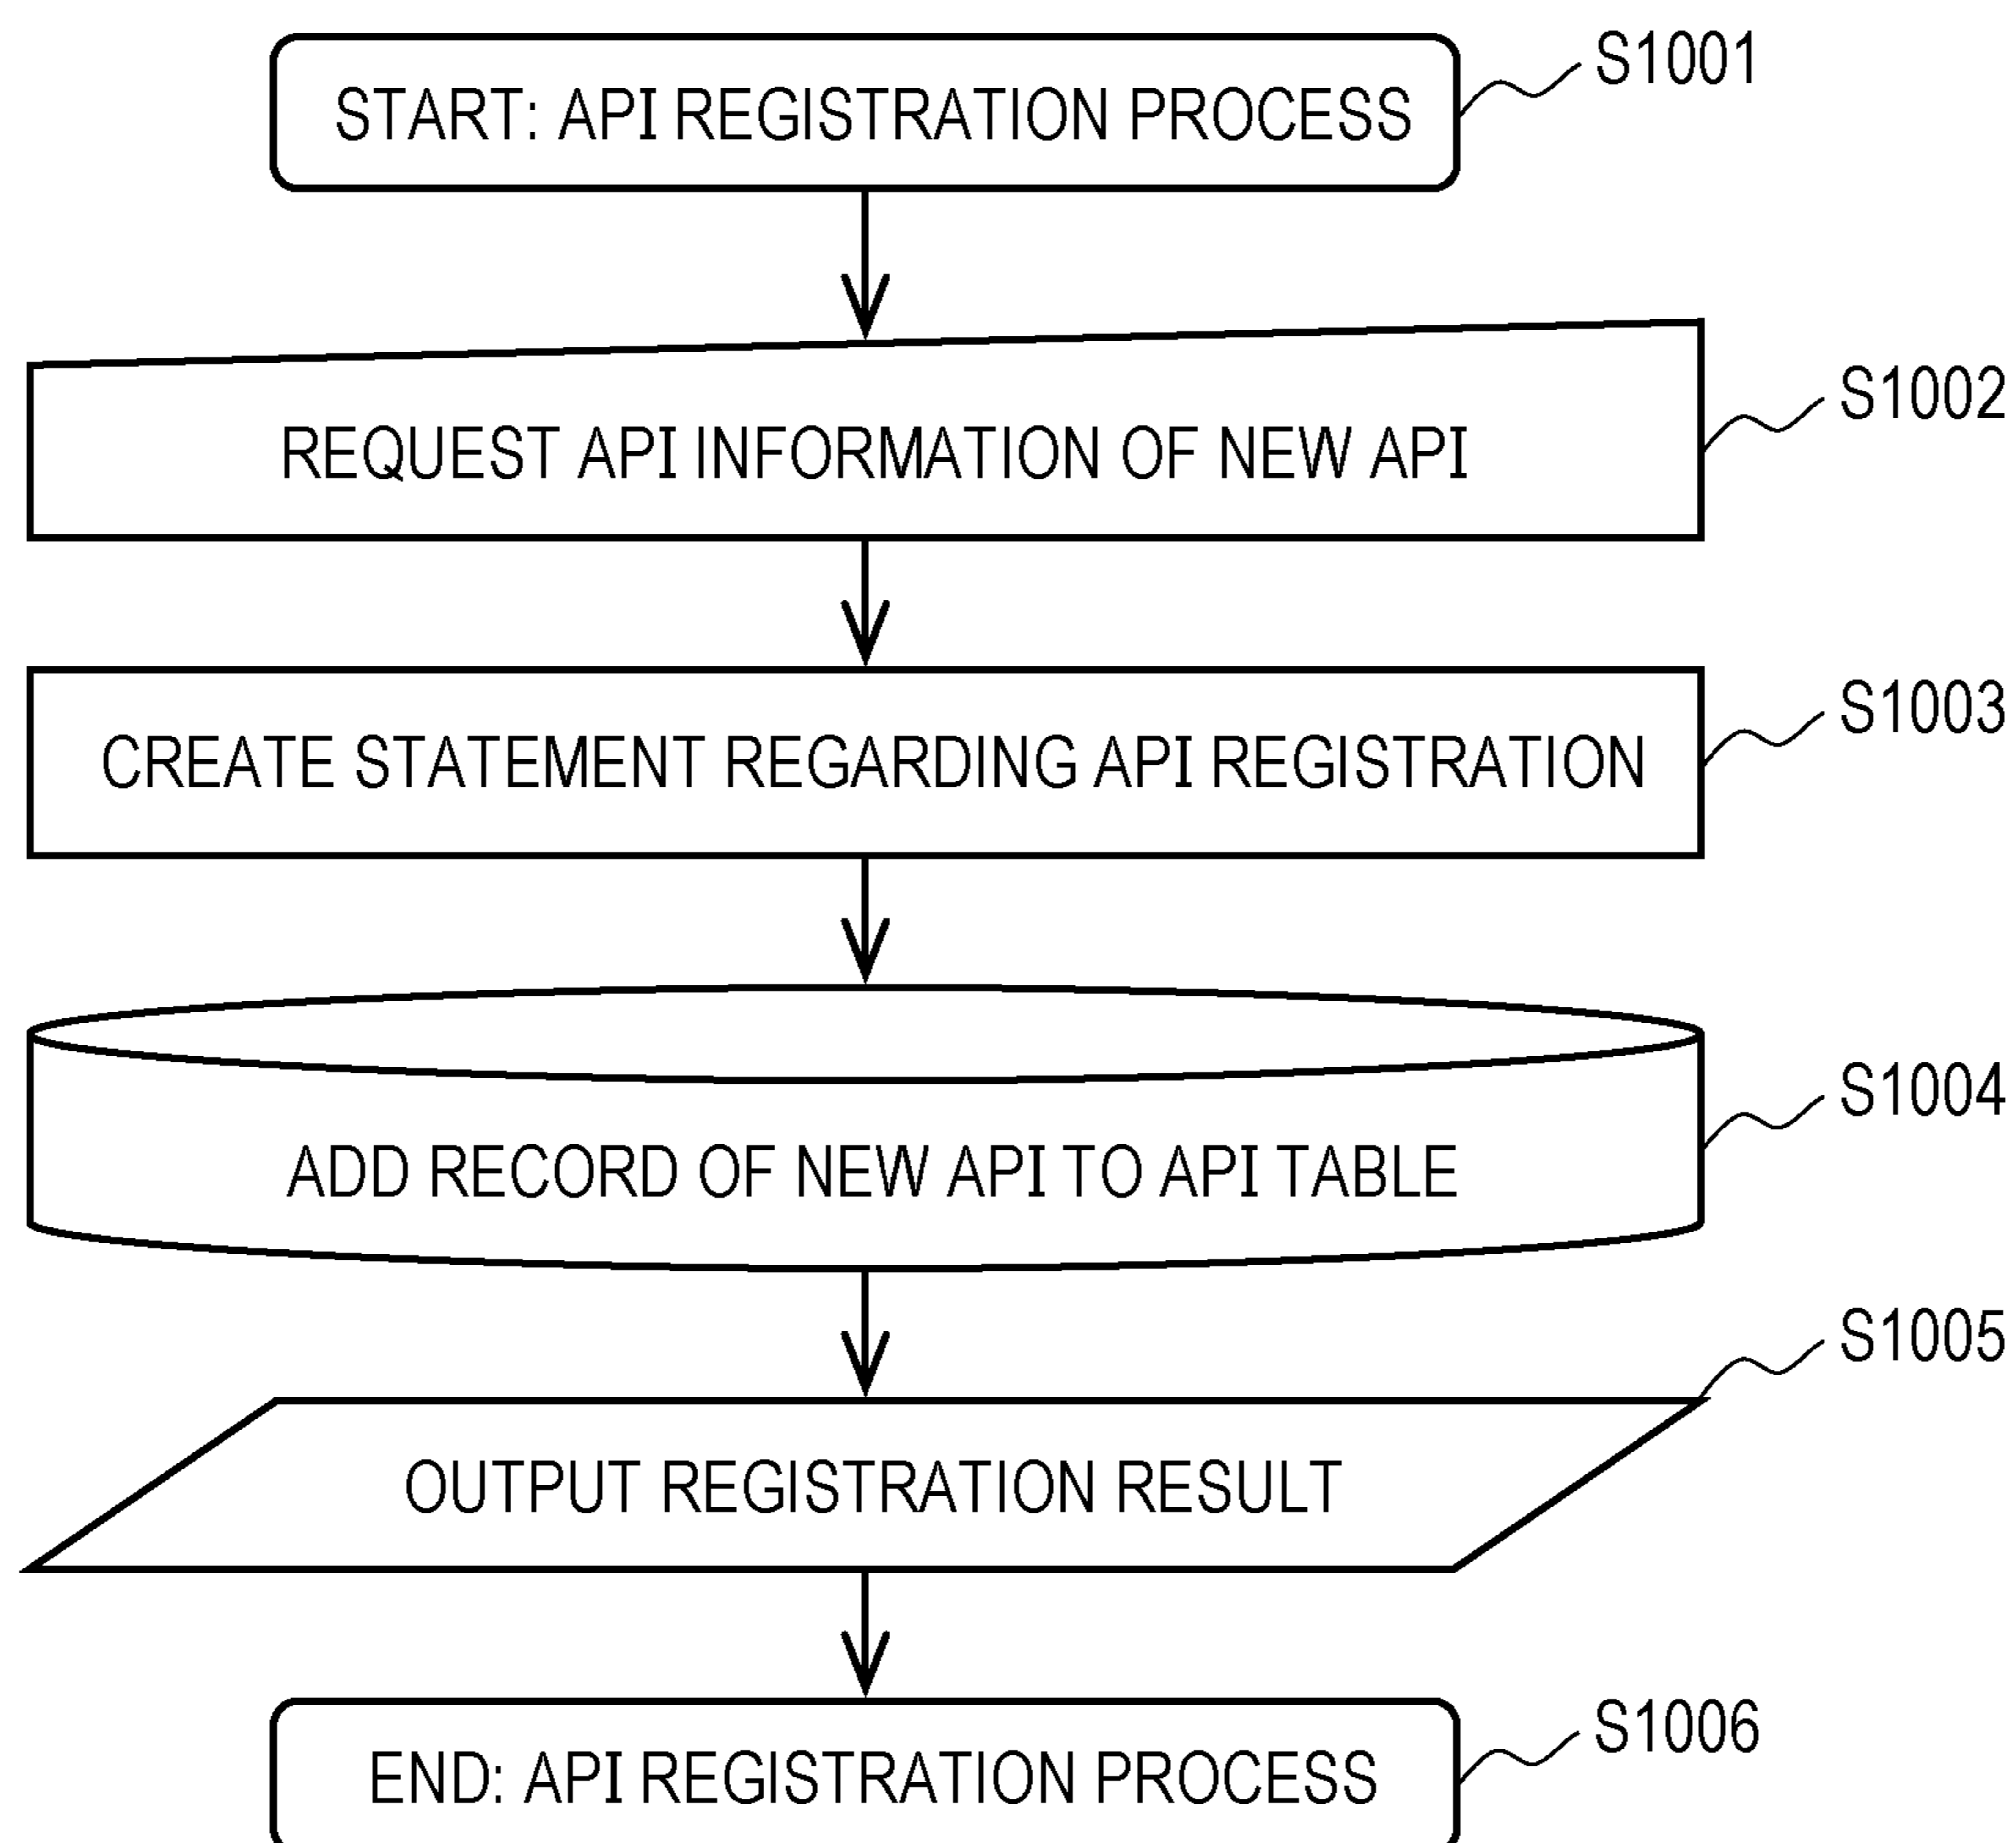 START: API REGISTRATION PROCESS
S1001
REQUEST API INFORMATION OF NEW API
S1002
CREATE STATEMENT REGARDING API REGISTRATION
S1003
ADD RECORD OF NEW API TO API TABLE
S1004
OUTPUT REGISTRATION RESULT
S1005
END: API REGISTRATION PROCESS
S1006